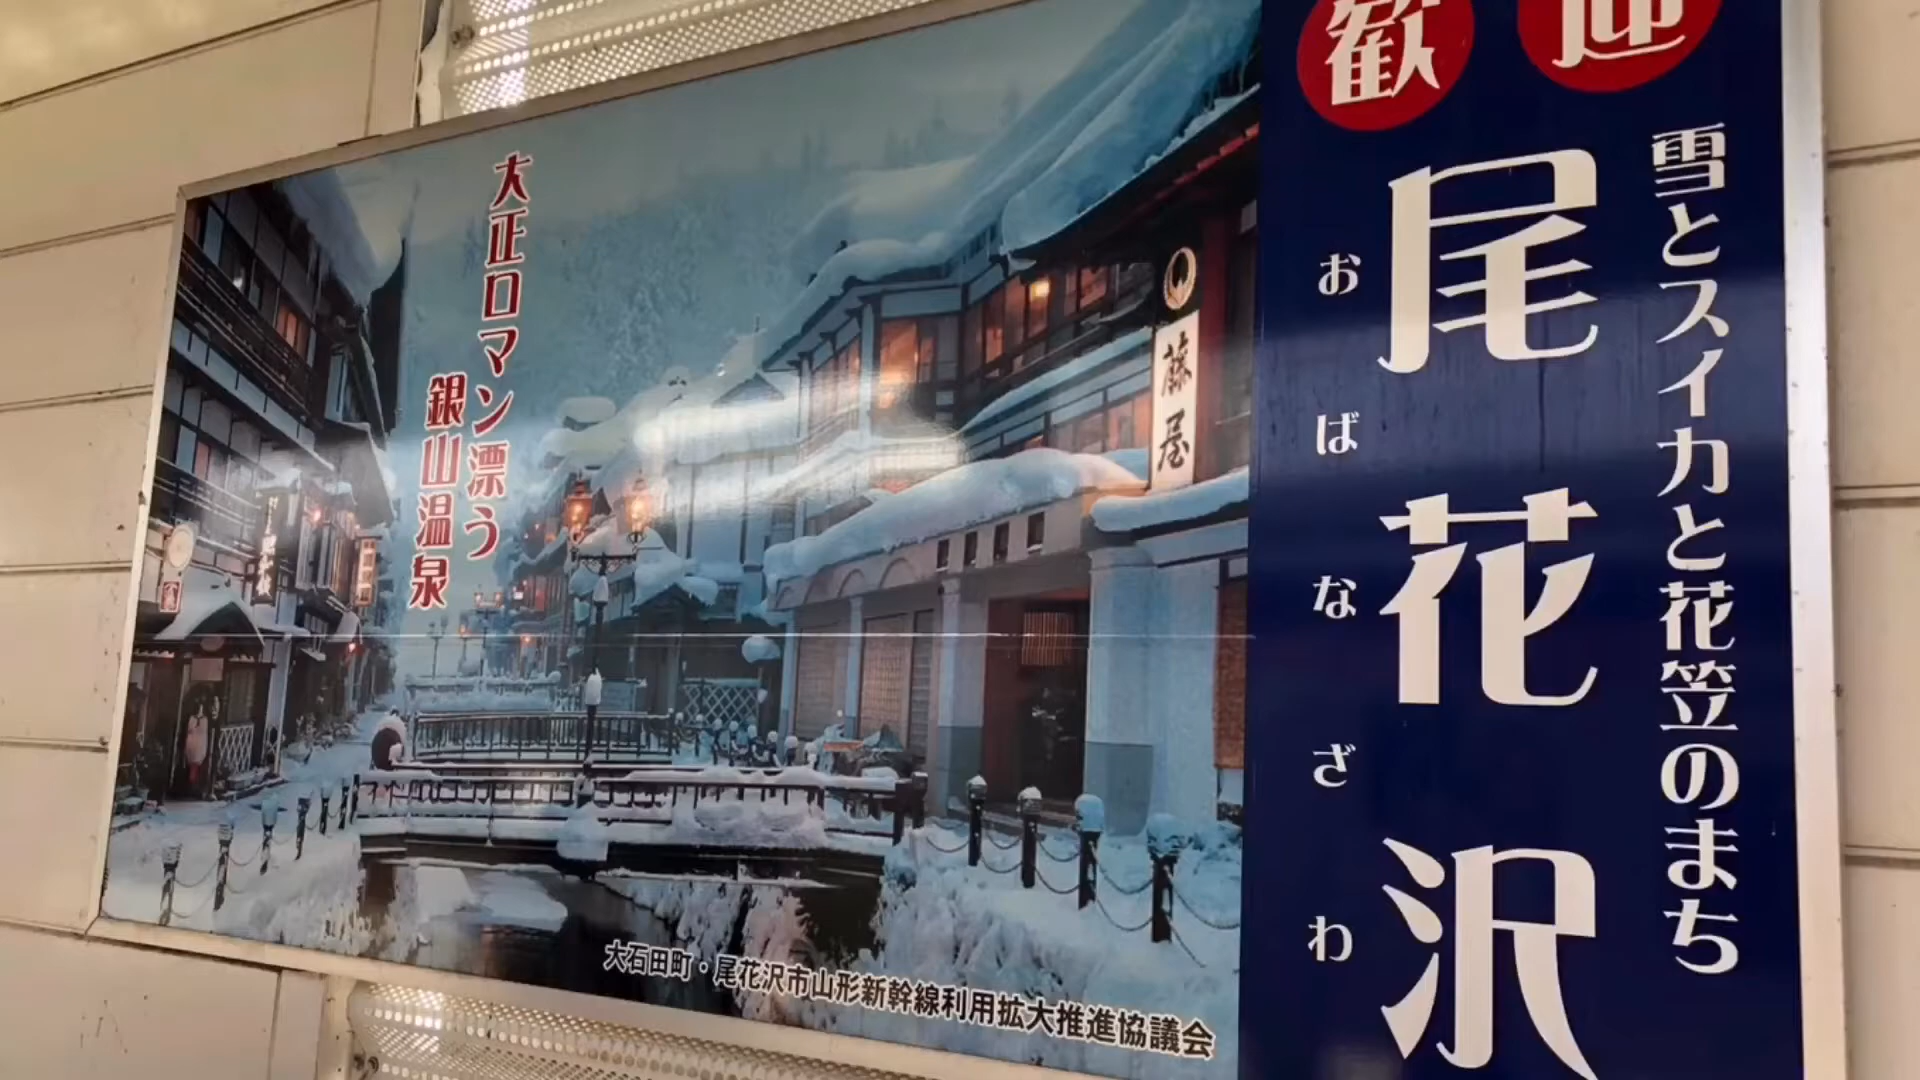 歓迎
雪とスイカと花笠のまち
尾花沢
おばなざわ
大正ロマン漂う
銀山温泉
藤屋
大石田町・尾花沢市山形新幹線利用拡大推進協議会